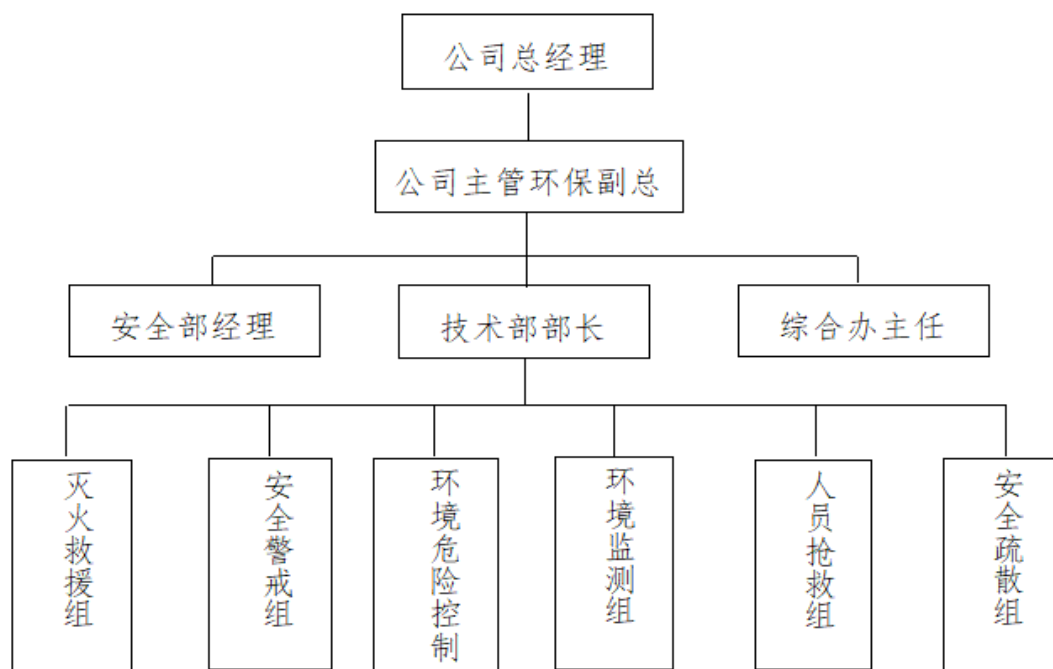 公司总经理
公司主管环保副总
安全部经理
技术部部长
综合办主任
灭火救援组
安全警戒组
环境危险控制
环境监测组
人员抢救组
安全疏散组